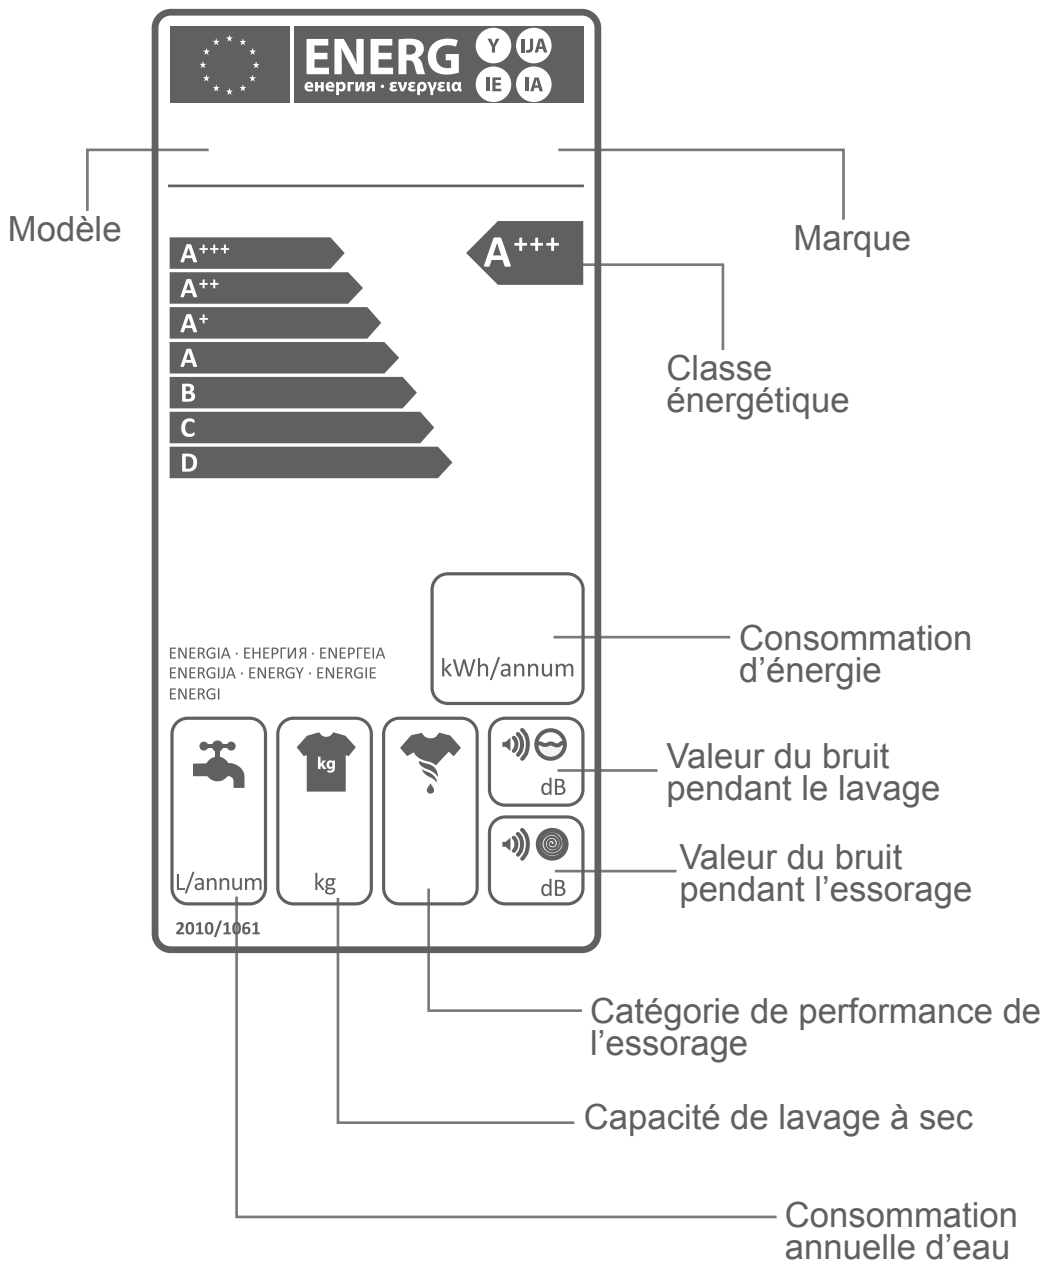 ENERG
енергия · ενεργεια
Y
IJA
IE
IA
Modèle
Marque
A+++
A++
A+
A
B
C
D
A+++
Classe
énergétique
ENERGIA · ЕНЕРГИЯ · ΕΝΕΡΓΕΙΑ
ENERGIJA · ENERGY · ENERGIE
ENERGI
kWh/annum
Consommation
d’énergie
L/annum
kg
kg
dB
Valeur du bruit
pendant le lavage
dB
Valeur du bruit
pendant l’essorage
2010/1061
Catégorie de performance de
l’essorage
Capacité de lavage à sec
Consommation
annuelle d’eau